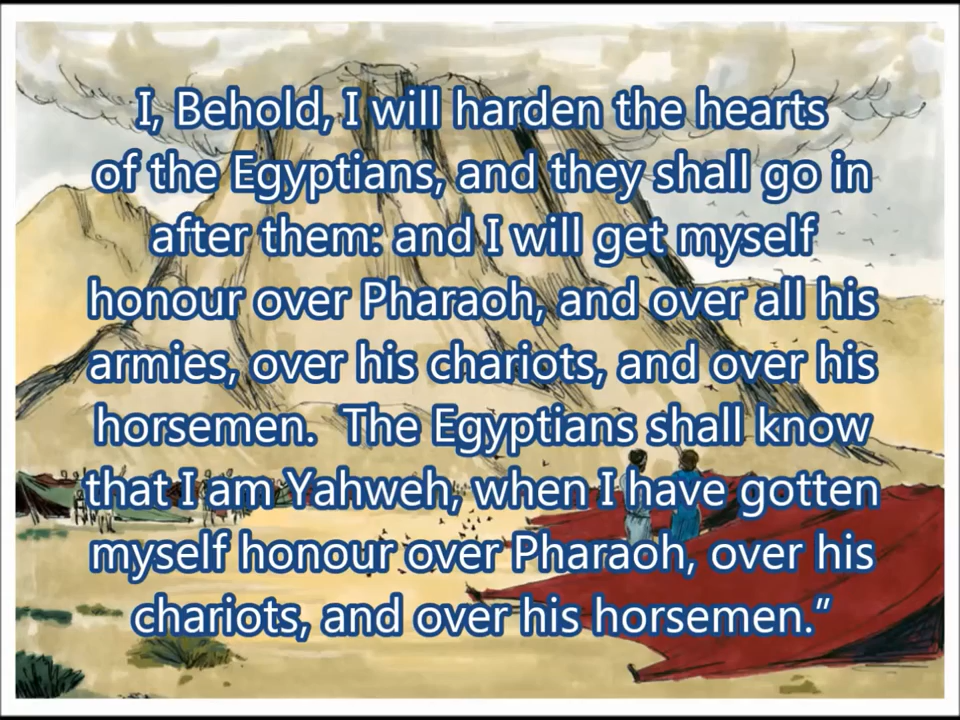 I, Behold, I will harden the hearts
of the Egyptians, and they shall go in
after them: and I will get myself
honour over Pharaoh, and over all his
armies, over his chariots, and over his
horsemen.  The Egyptians shall know
that I am Yahweh, when I have gotten
myself honour over Pharaoh, over his
chariots, and over his horsemen.”